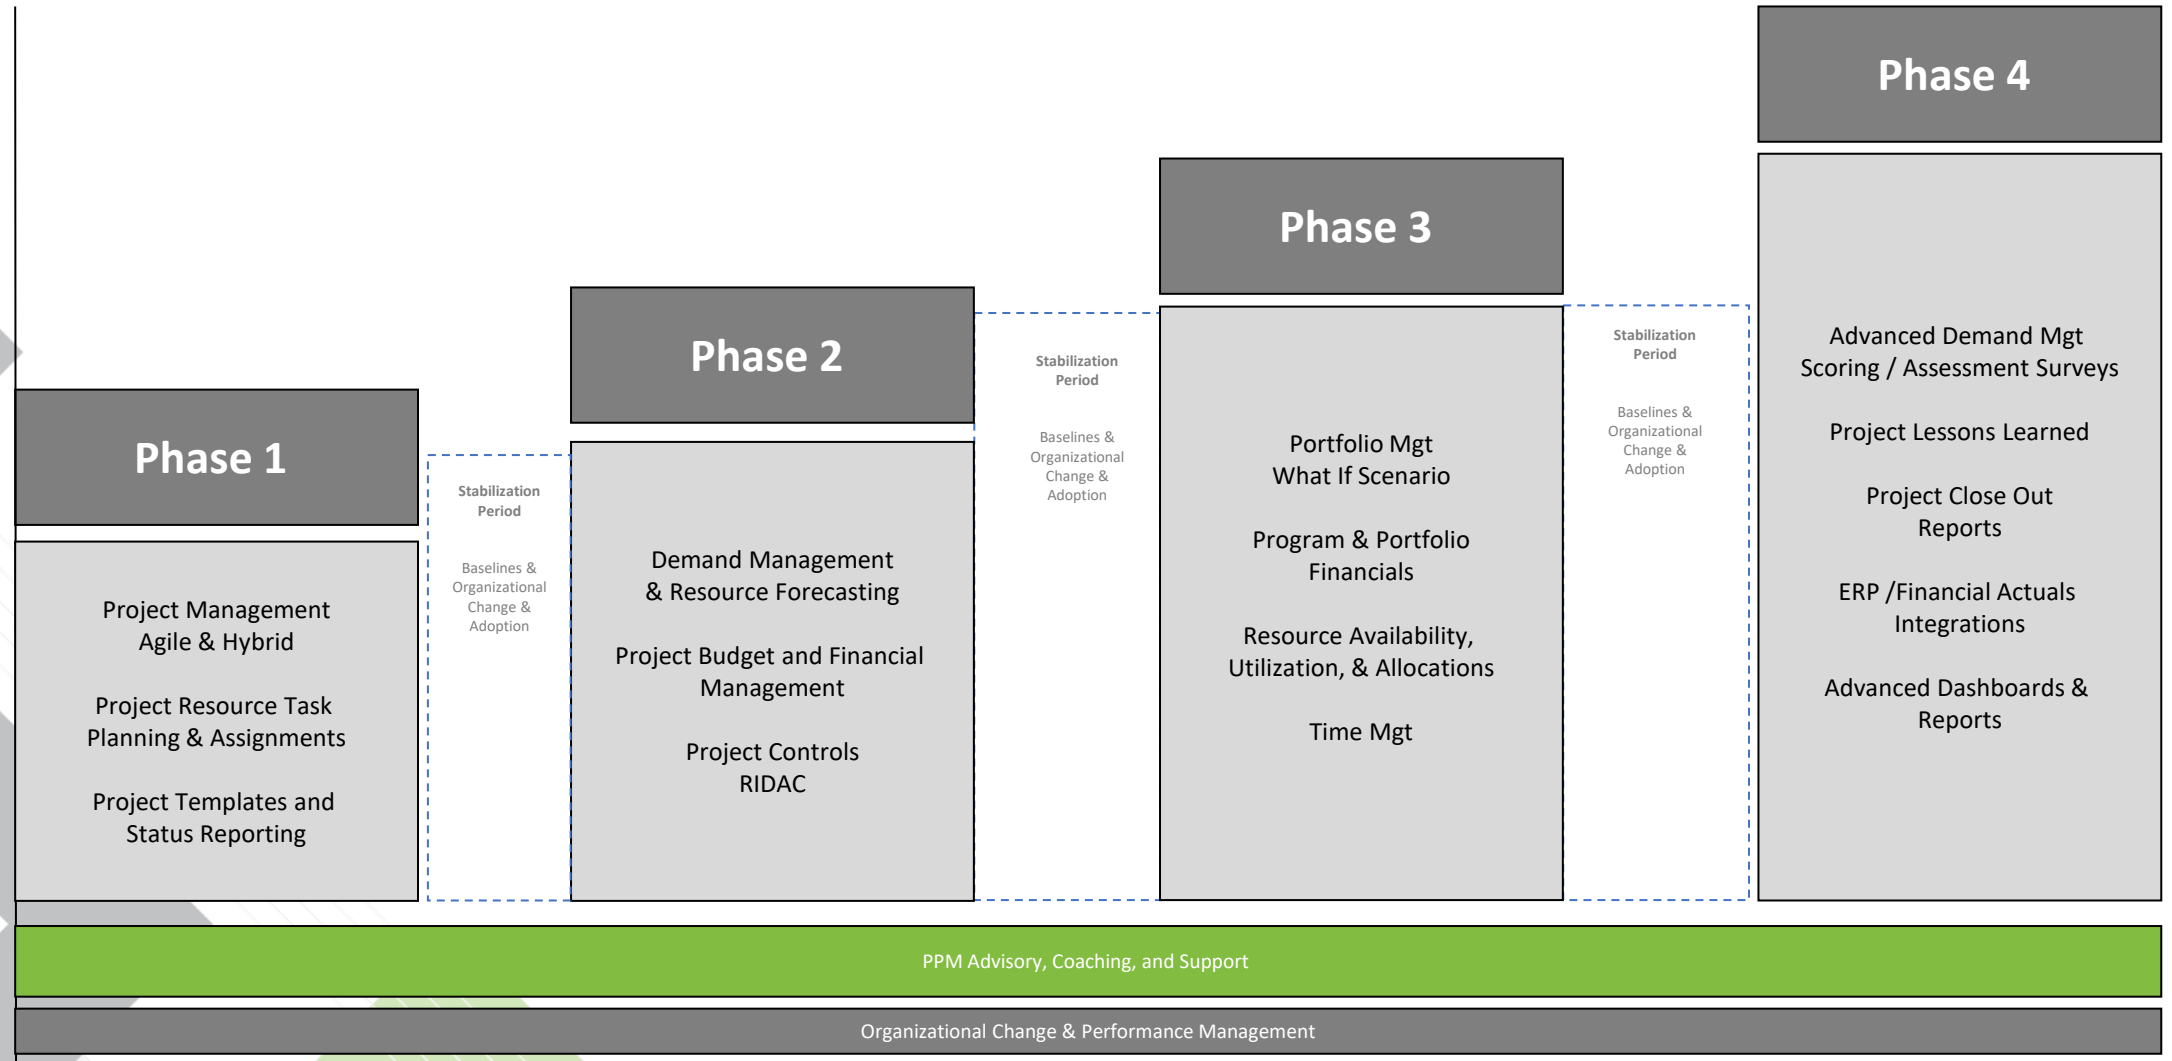 Phase 1
Project Management
Agile & Hybrid
Project Resource Task
Planning & Assignments
Project Templates and
Status Reporting
Stabilization
Period
Baselines &
Organizational
Change &
Adoption
Phase 2
Demand Management
& Resource Forecasting
Project Budget and Financial
Management
Project Controls
RIDAC
Stabilization
Period
Baselines &
Organizational
Change &
Adoption
Phase 3
Portfolio Mgt
What If Scenario
Program & Portfolio
Financials
Resource Availability,
Utilization, & Allocations
Time Mgt
Stabilization
Period
Baselines &
Organizational
Change &
Adoption
Phase 4
Advanced Demand Mgt
Scoring / Assessment Surveys
Project Lessons Learned
Project Close Out
Reports
ERP /Financial Actuals
Integrations
Advanced Dashboards &
Reports
PPM Advisory, Coaching, and Support
Organizational Change & Performance Management